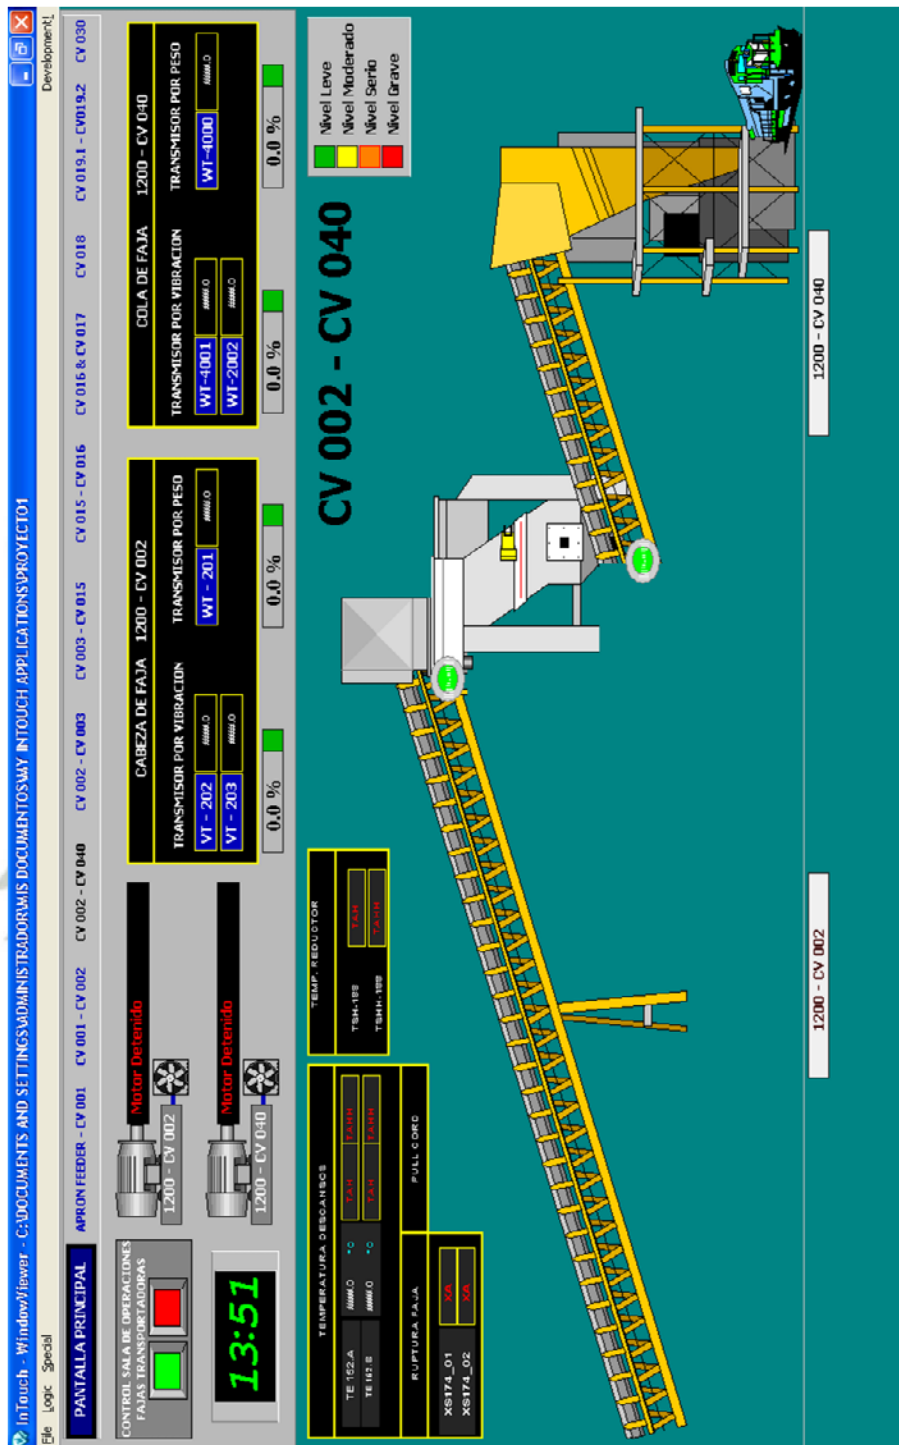 InTouch - WindowViewer - C:\DOCUMENTS AND SETTINGS\ADMINISTRADOR\MIS DOCUMENTOS\MY INTOUCH APPLICATIONS\PROYECTO1
File Logic Special
Development!
PANTALLA PRINCIPAL
APRON FEEDER - CV 001
CV 001 - CV 002
CV 002 - CV 040
CV 002 - CV 003
CV 003 - CV 015
CV 015 - CV 016
CV 016 & CV 017
CV 018
CV 019.1 - CV019.2
CV 030
CONTROL SALA DE OPERACIONES
FAJAS TRANSPORTADORAS
13:51
Motor Detenido
1200 - CV 002
Motor Detenido
1200 - CV 040
CABEZA DE FAJA 1200 - CV 002
TRANSMISOR POR VIBRACION
TRANSMISOR POR PESO
VT - 202
VT - 203
WT - 201
0.0 %
0.0 %
COLA DE FAJA 1200 - CV 040
TRANSMISOR POR VIBRACION
TRANSMISOR POR PESO
WT-4001
WT-2002
WT-4000
0.0 %
0.0 %
CV 002 - CV 040
Nivel Leve
Nivel Moderado
Nivel Serio
Nivel Grave
TEMPERATURA DESCANSOS
TE 162.A
°C
TAH
TAHH
TE 162.B
°C
TAH
TAHH
RUPTURA FAJA
PULL CORD
XS174_01
XA
XS174_02
XA
TEMP. REDUCTOR
TSH-188
TAH
TSHH-188
TAHH
1200 - CV 002
1200 - CV 040